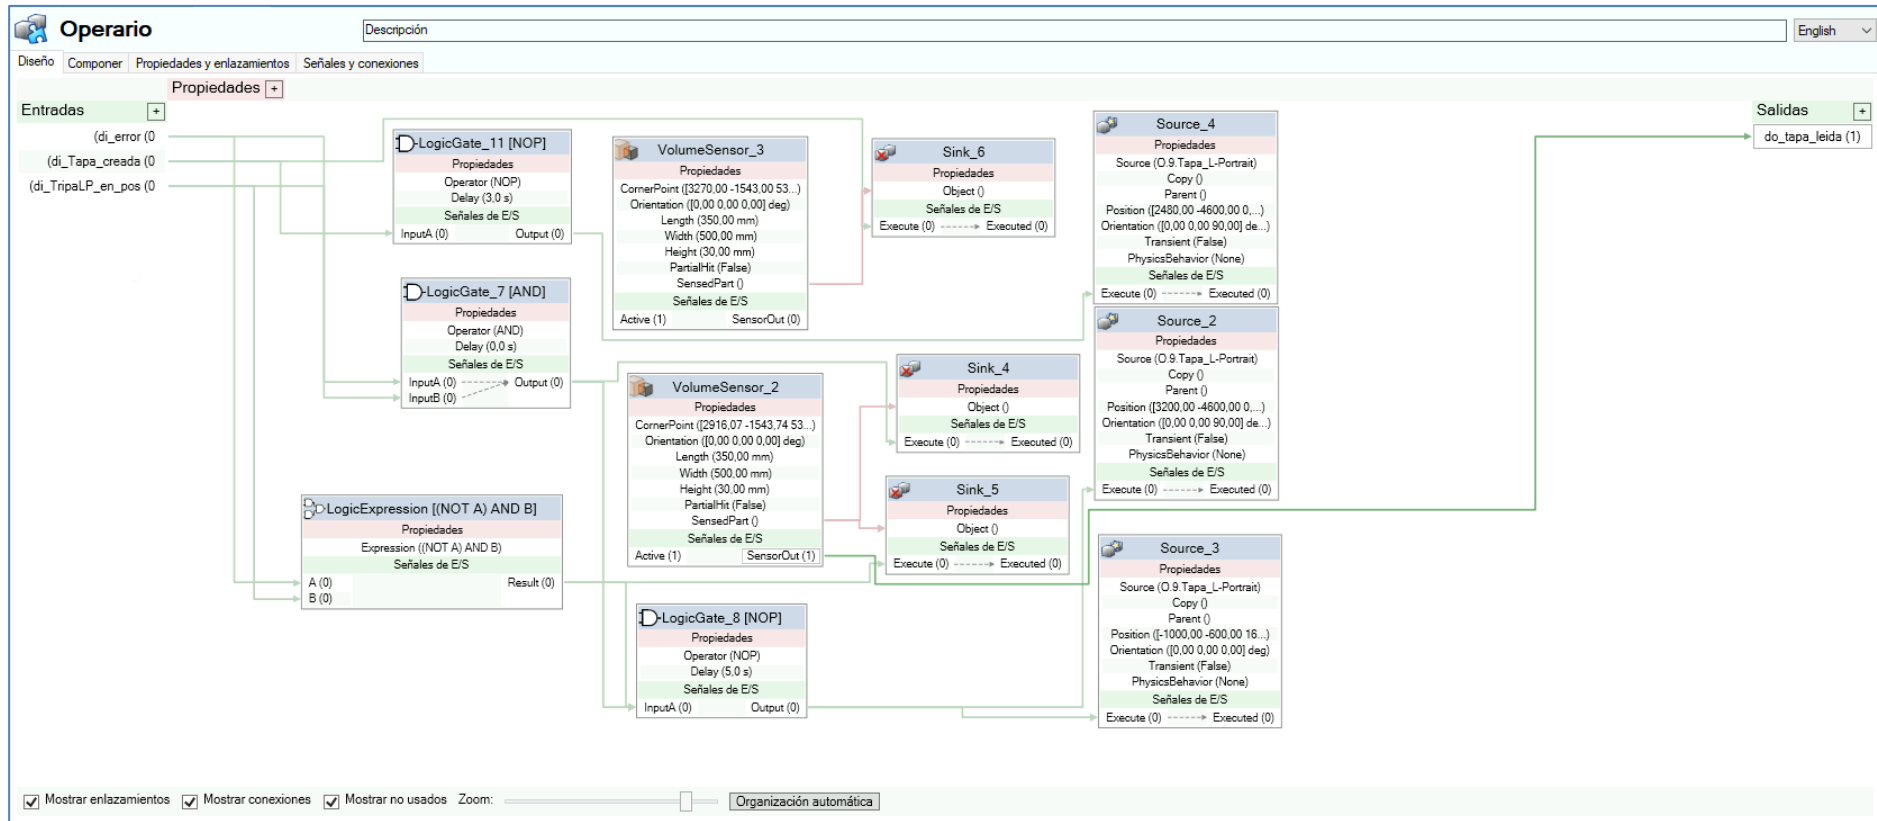 Operario
Descripción
English
Diseño
Componer
Propiedades y enlazamientos
Señales y conexiones
Propiedades +
Entradas +
(di_error (0
(di_Tapa_creada (0
(di_TripaLP_en_pos (0
Salidas +
do_tapa_leida (1)
LogicGate_11 [NOP]
Propiedades
Operator (NOP)
Delay (3,0 s)
Señales de E/S
InputA (0) Output (0)
LogicGate_7 [AND]
Propiedades
Operator (AND)
Delay (0,0 s)
Señales de E/S
InputA (0) Output (0)
InputB (0)
LogicExpression [(NOT A) AND B]
Propiedades
Expression ((NOT A) AND B)
Señales de E/S
A (0) Result (0)
B (0)
VolumeSensor_3
Propiedades
CornerPoint ([3270,00 -1543,00 53...)
Orientation ([0,00 0,00 0,00] deg)
Length (350,00 mm)
Width (500,00 mm)
Height (30,00 mm)
PartialHit (False)
SensedPart ()
Señales de E/S
Active (1) SensorOut (0)
VolumeSensor_2
Propiedades
CornerPoint ([2916,07 -1543,74 53...)
Orientation ([0,00 0,00 0,00] deg)
Length (350,00 mm)
Width (500,00 mm)
Height (30,00 mm)
PartialHit (False)
SensedPart ()
Señales de E/S
Active (1) SensorOut (1)
LogicGate_8 [NOP]
Propiedades
Operator (NOP)
Delay (5,0 s)
Señales de E/S
InputA (0) Output (0)
Sink_6
Propiedades
Object ()
Señales de E/S
Execute (0) Executed (0)
Sink_4
Propiedades
Object ()
Señales de E/S
Execute (0) Executed (0)
Sink_5
Propiedades
Object ()
Señales de E/S
Execute (0) Executed (0)
Source_4
Propiedades
Source (O.9.Tapa_L-Portrait)
Copy ()
Parent ()
Position ([2480,00 -4600,00 0,...)
Orientation ([0,00 0,00 90,00] de...)
Transient (False)
PhysicsBehavior (None)
Señales de E/S
Execute (0) Executed (0)
Source_2
Propiedades
Source (O.9.Tapa_L-Portrait)
Copy ()
Parent ()
Position ([3200,00 -4600,00 0,...)
Orientation ([0,00 0,00 90,00] de...)
Transient (False)
PhysicsBehavior (None)
Señales de E/S
Execute (0) Executed (0)
Source_3
Propiedades
Source (O.9.Tapa_L-Portrait)
Copy ()
Parent ()
Position ([-1000,00 -600,00 16...)
Orientation ([0,00 0,00 0,00] deg)
Transient (False)
PhysicsBehavior (None)
Señales de E/S
Execute (0) Executed (0)
Mostrar enlazamientos
Mostrar conexiones
Mostrar no usados
Zoom:
Organización automática